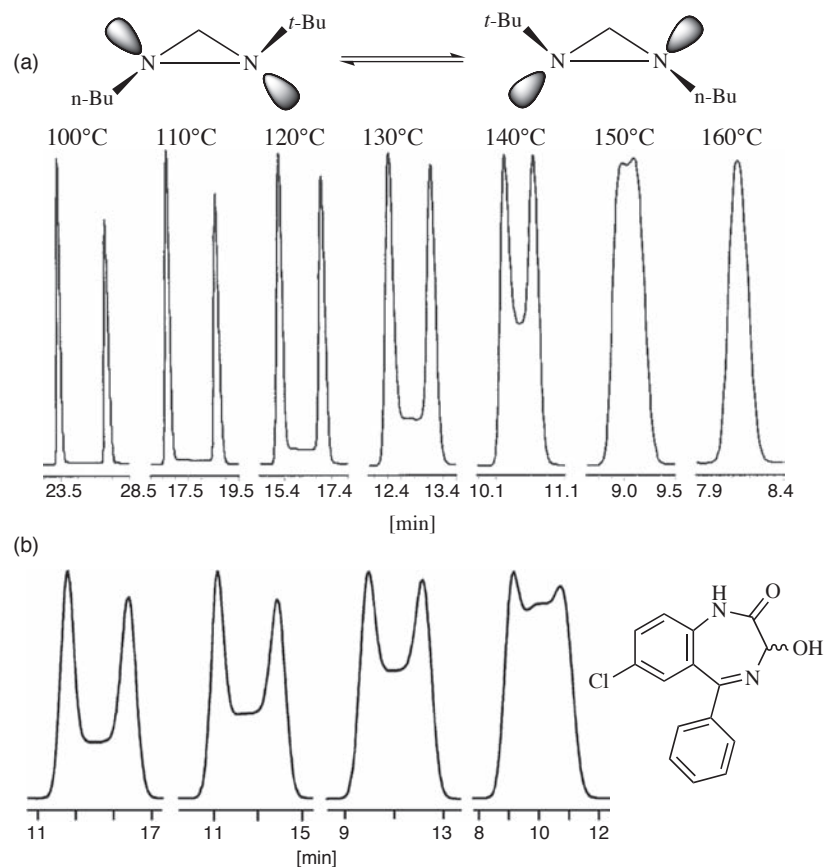 (a)
t-Bu
N N
n-Bu
t-Bu
N N
n-Bu
100°C 110°C 120°C 130°C 140°C 150°C 160°C
23.5 28.5 17.5 19.5 15.4 17.4 12.4 13.4 10.1 11.1 9.0 9.5 7.9 8.4
[min]
(b)
H
N
O
OH
N
Cl
11 17 11 15 9 13 8 10 12
[min]